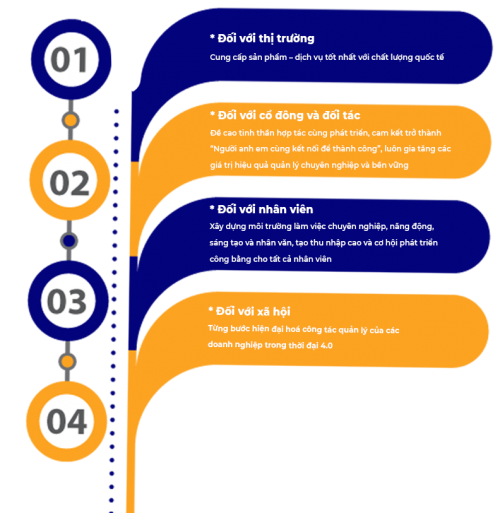 01
* Đối với thị trường
Cung cấp sản phẩm – dịch vụ tốt nhất với chất lượng quốc tế
02
* Đối với cổ đông và đối tác
Đề cao tinh thần hợp tác cùng phát triển, cam kết trở thành
"Người anh em cùng kết nối để thành công", luôn gia tăng các
giá trị hiệu quả quản lý chuyên nghiệp và bền vững
03
* Đối với nhân viên
Xây dựng môi trường làm việc chuyên nghiệp, năng động,
sáng tạo và nhân văn, tạo thu nhập cao và cơ hội phát triển
công bằng cho tất cả nhân viên
04
* Đối với xã hội
Từng bước hiện đại hoá công tác quản lý của các
doanh nghiệp trong thời đại 4.0